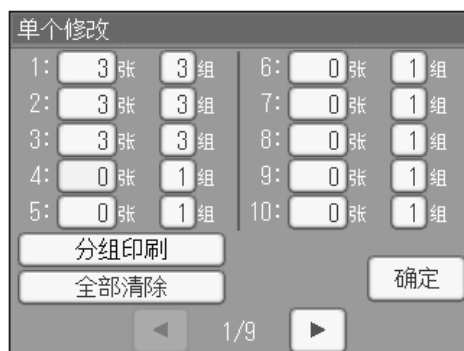 单个修改
1: 3张 3组 6: 0张 1组
2: 3张 3组 7: 0张 1组
3: 3张 3组 8: 0张 1组
4: 0张 1组 9: 0张 1组
5: 0张 1组 10: 0张 1组
分组印刷
全部清除
确定
1/9